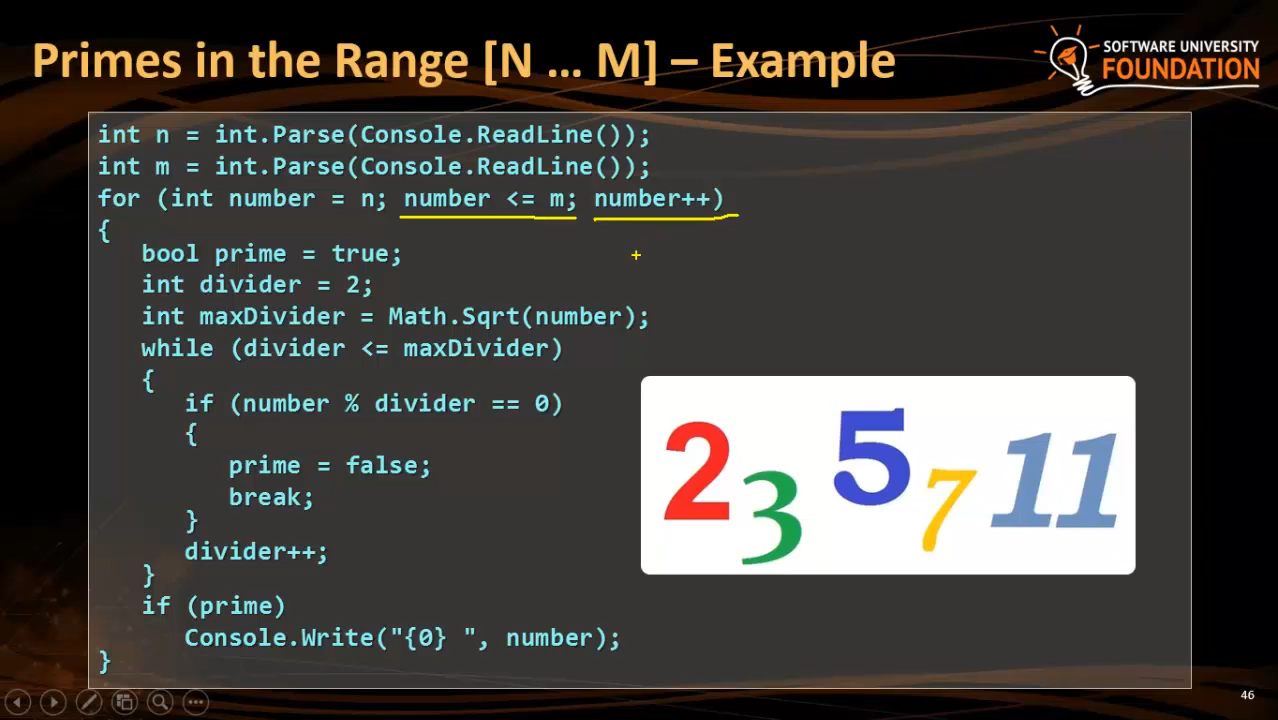 Primes in the Range [N … M] – Example
SOFTWARE UNIVERSITY
FOUNDATION
int n = int.Parse(Console.ReadLine());
int m = int.Parse(Console.ReadLine());
for (int number = n; number <= m; number++)
{
bool prime = true;
int divider = 2;
int maxDivider = Math.Sqrt(number);
while (divider <= maxDivider)
{
if (number % divider == 0)
{
prime = false;
break;
}
divider++;
}
if (prime)
Console.Write("{0} ", number);
}
2 3 5 7 11
46